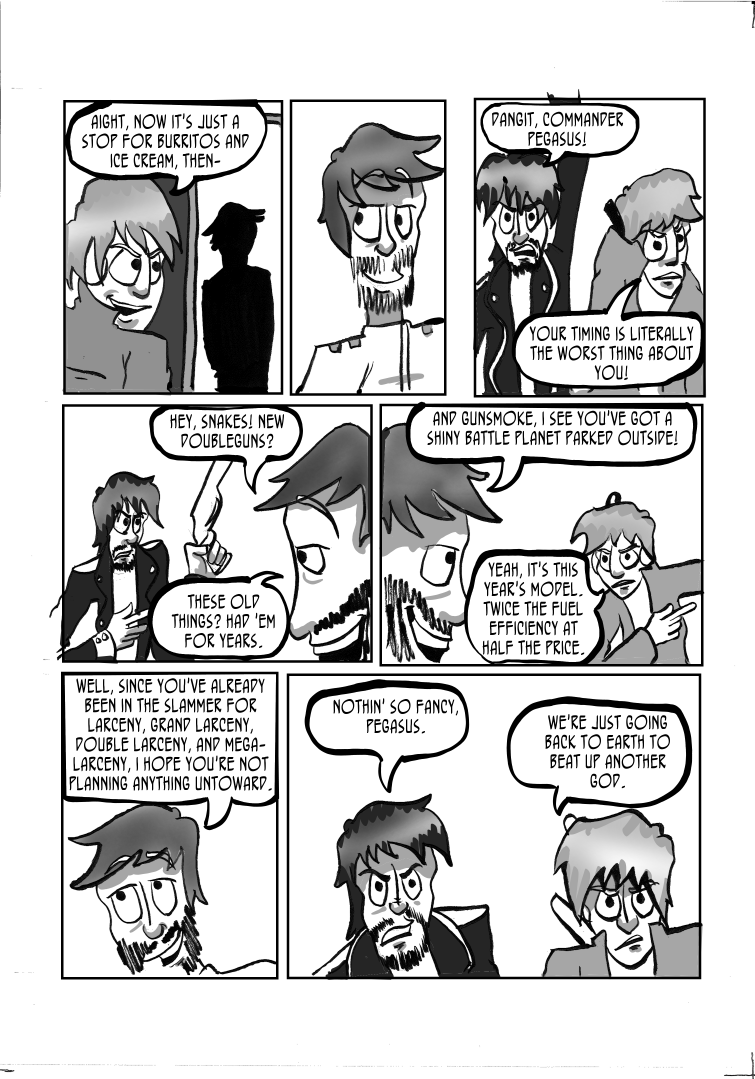 AIGHT, NOW IT'S JUST A
STOP FOR BURRITOS AND
ICE CREAM, THEN-
DANGIT, COMMANDER
PEGASUS!
YOUR TIMING IS LITERALLY
THE WORST THING ABOUT
YOU!
HEY, SNAKES! NEW
DOUBLEGUNS?
THESE OLD
THINGS? HAD 'EM
FOR YEARS.
AND GUNSMOKE, I SEE YOU'VE GOT A
SHINY BATTLE PLANET PARKED OUTSIDE!
YEAH, IT'S THIS
YEAR'S MODEL.
TWICE THE FUEL
EFFICIENCY AT
HALF THE PRICE.
WELL, SINCE YOU'VE ALREADY
BEEN IN THE SLAMMER FOR
LARCENY, GRAND LARCENY,
DOUBLE LARCENY, AND MEGA-
LARCENY, I HOPE YOU'RE NOT
PLANNING ANYTHING UNTOWARD.
NOTHIN' SO FANCY,
PEGASUS.
WE'RE JUST GOING
BACK TO EARTH TO
BEAT UP ANOTHER
GOD.